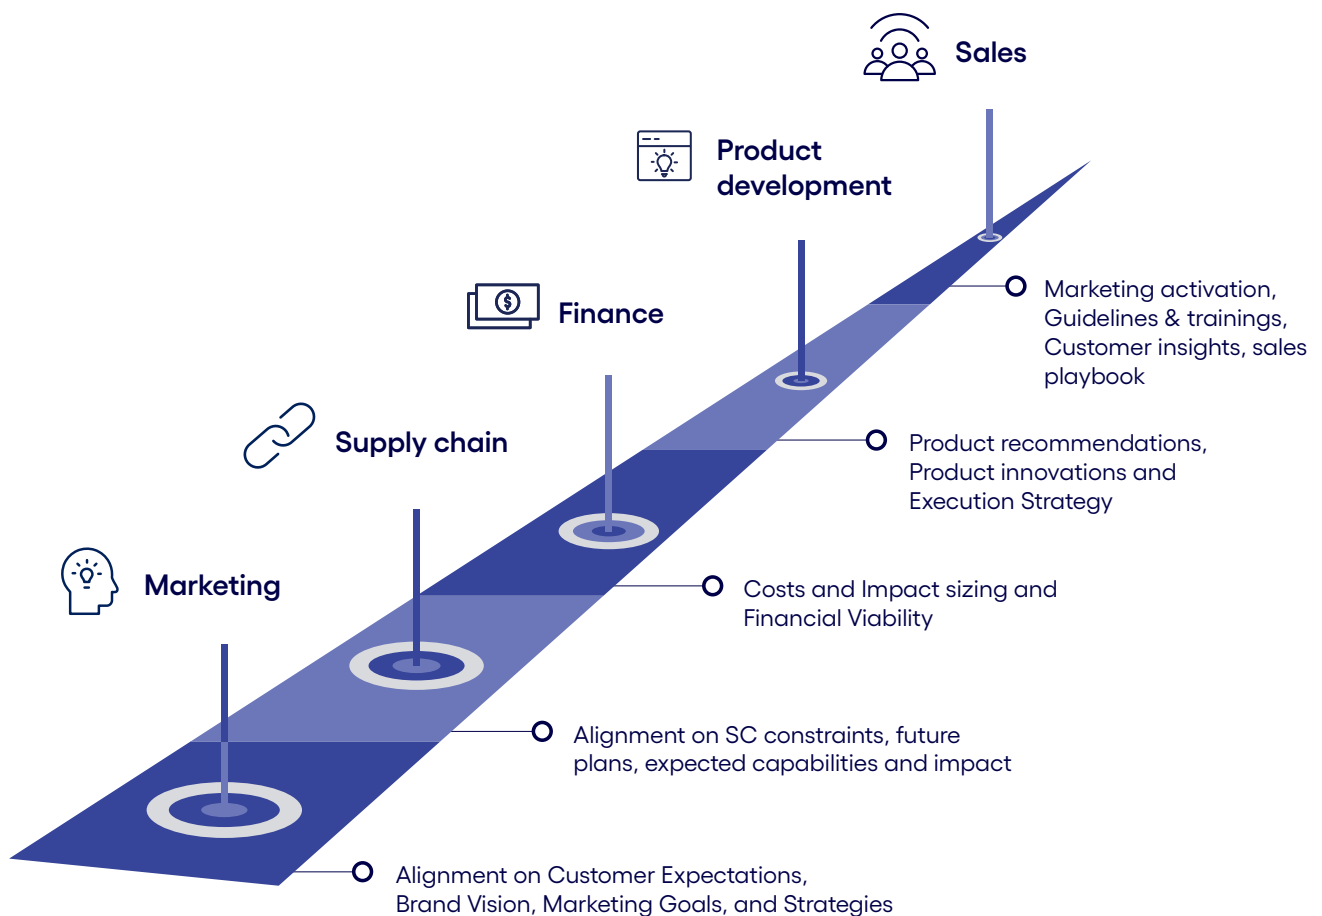 Sales
Product
development
Finance
Supply chain
Marketing
Marketing activation,
Guidelines & trainings,
Customer insights, sales
playbook
Product recommendations,
Product innovations and
Execution Strategy
Costs and Impact sizing and
Financial Viability
Alignment on SC constraints, future
plans, expected capabilities and impact
Alignment on Customer Expectations,
Brand Vision, Marketing Goals, and Strategies
$